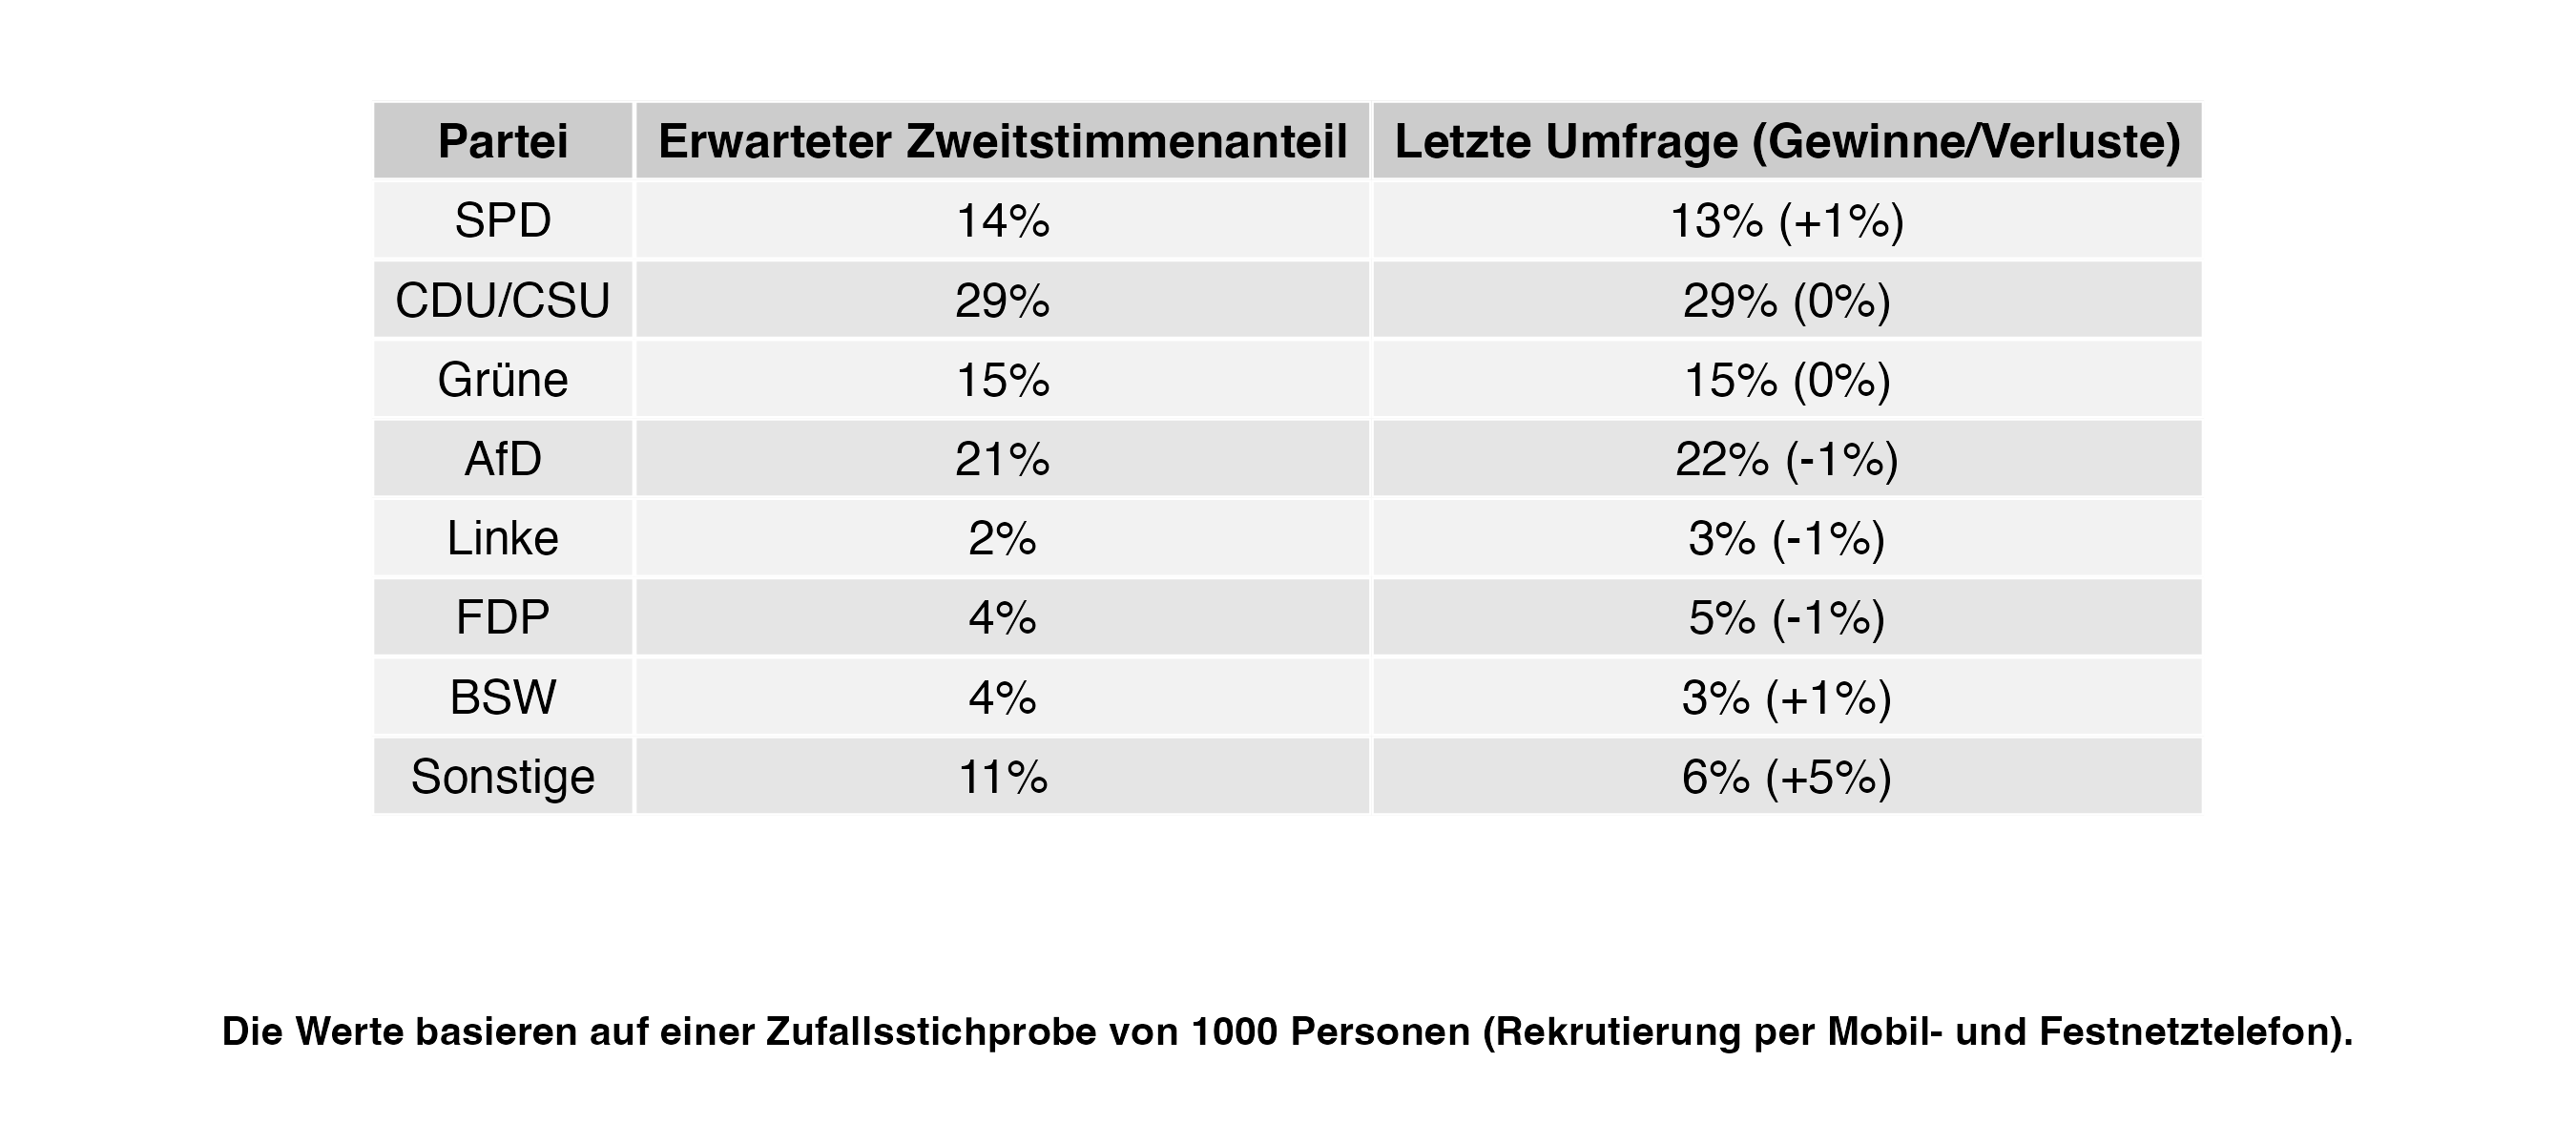 Partei Erwarteter Zweitstimmenanteil Letzte Umfrage (Gewinne/Verluste)
SPD 14% 13% (+1%)
CDU/CSU 29% 29% (0%)
Grüne 15% 15% (0%)
AfD 21% 22% (-1%)
Linke 2% 3% (-1%)
FDP 4% 5% (-1%)
BSW 4% 3% (+1%)
Sonstige 11% 6% (+5%)
Die Werte basieren auf einer Zufallsstichprobe von 1000 Personen (Rekrutierung per Mobil- und Festnetztelefon).